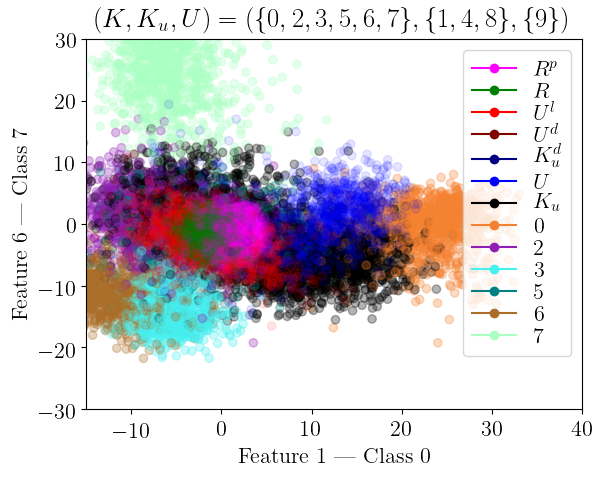 (K, K_u, U) = ({0, 2, 3, 5, 6, 7}, {1, 4, 8}, {9})
30
20
10
0
−10
−20
−30
Feature 6 — Class 7
R^p
R
U^l
U^d
K_u^d
U
K_u
0
2
3
5
6
7
−10
0
10
20
30
40
Feature 1 — Class 0